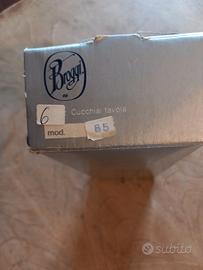 Broggi
6 Cucchiai tavola
mod. 85
subito